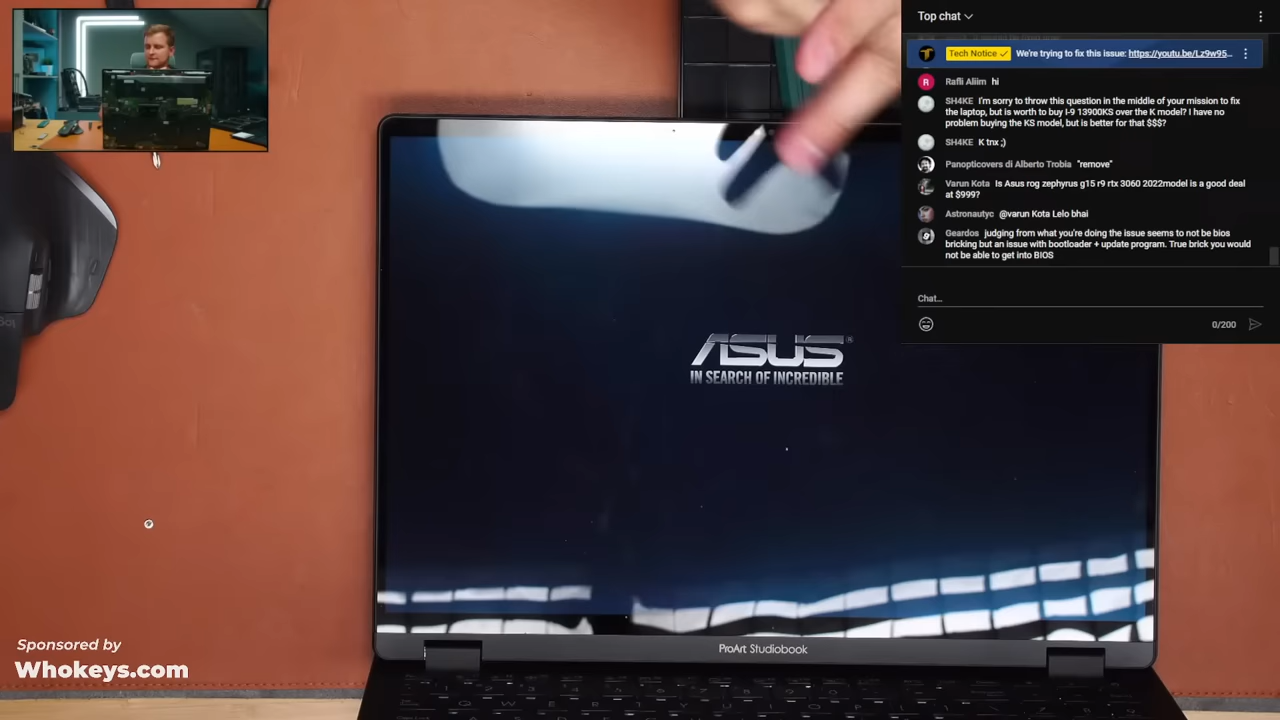 Top chat
Tech Notice We're trying to fix this issue: https://youtu.be/Lz9w95...
R Rafli Aliim hi
SH4KE I'm sorry to throw this question in the middle of your mission to fix
the laptop, but is worth to buy I-9 13900KS over the K model? I have no
problem buying the KS model, but is better for that $$$?
SH4KE K tnx ;)
Panopticovers di Alberto Trobia "remove"
Varun Kota Is Asus rog zephyrus g15 r9 rtx 3060 2022model is a good deal
at $999?
Astronautyc @varun Kota Lelo bhai
Geardos judging from what you're doing the issue seems to not be bios
bricking but an issue with bootloader + update program. True brick you would
not be able to get into BIOS
Chat...
0/200
ASUS®
IN SEARCH OF INCREDIBLE
ProArt Studiobook
Sponsored by
Whokeys.com